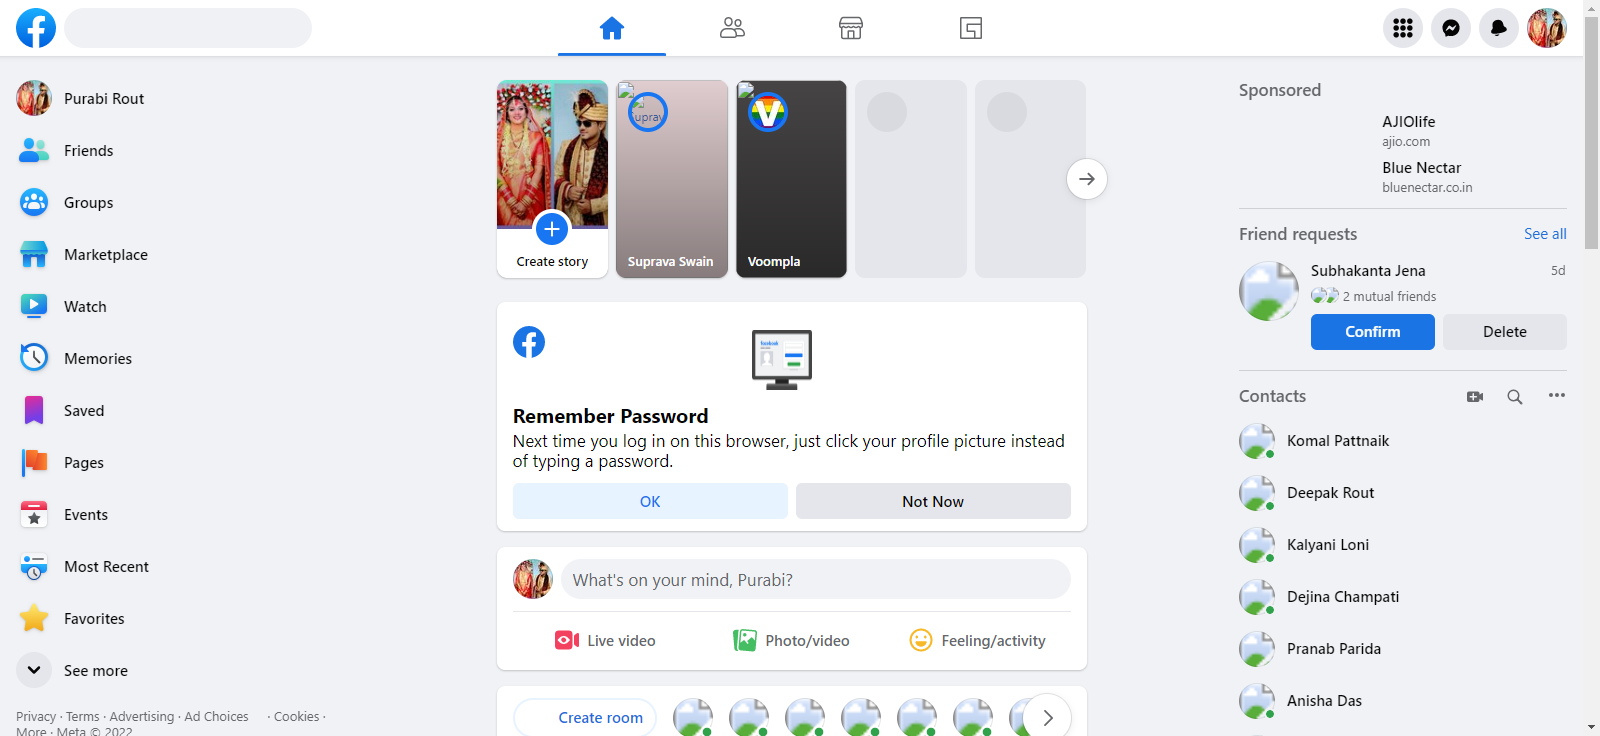 Purabi Rout
Friends
Groups
Marketplace
Watch
Memories
Saved
Pages
Events
Most Recent
Favorites
See more
Privacy · Terms · Advertising · Ad Choices · Cookies ·
More · Meta © 2022
Create story
Suprava Swain
Voompla
Remember Password
Next time you log in on this browser, just click your profile picture instead
of typing a password.
OK
Not Now
What's on your mind, Purabi?
Live video
Photo/video
Feeling/activity
Create room
Sponsored
AJIOlife
ajio.com
Blue Nectar
bluenectar.co.in
Friend requests
See all
Subhakanta Jena
5d
2 mutual friends
Confirm
Delete
Contacts
Komal Pattnaik
Deepak Rout
Kalyani Loni
Dejina Champati
Pranab Parida
Anisha Das